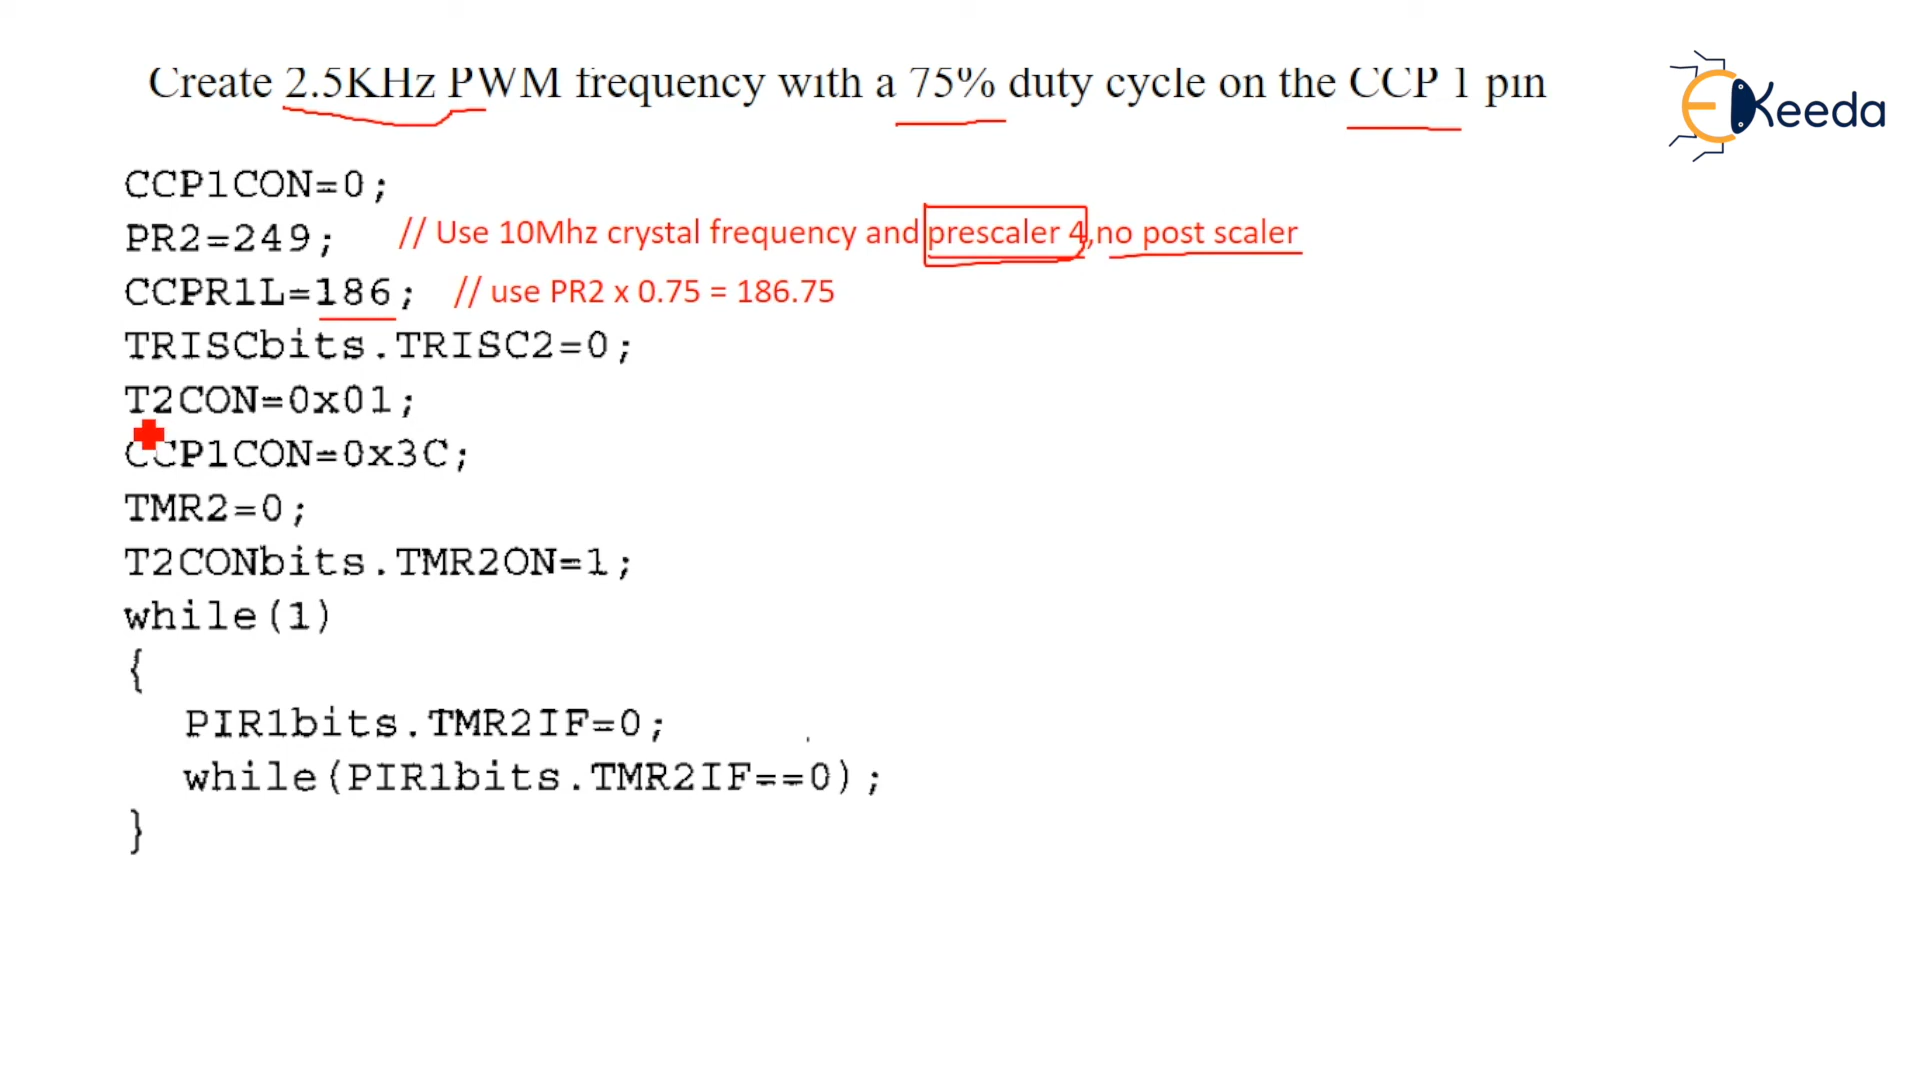 Create 2.5KHz PWM frequency with a 75% duty cycle on the CCP 1 pin
EKeeda
CCP1CON=0;
PR2=249; // Use 10Mhz crystal frequency and prescaler 4,no post scaler
CCPR1L=186; // use PR2 x 0.75 = 186.75
TRISCbits.TRISC2=0;
T2CON=0x01;
CCP1CON=0x3C;
TMR2=0;
T2CONbits.TMR2ON=1;
while(1)
{
PIR1bits.TMR2IF=0;
while(PIR1bits.TMR2IF==0);
}